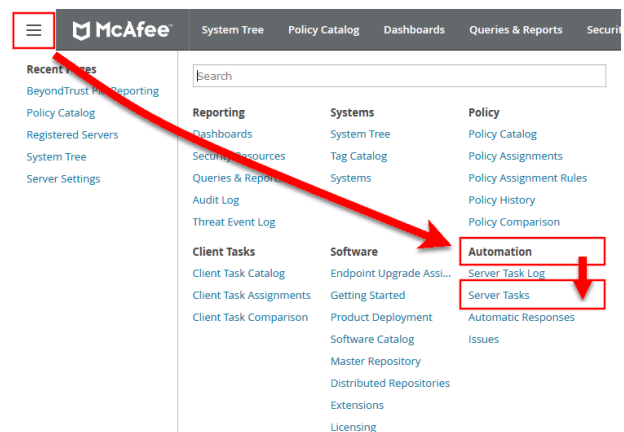 McAfee™ System Tree Policy Catalog Dashboards Queries & Reports Securit
Recent Pages
BeyondTrust Reporting
Policy Catalog
Registered Servers
System Tree
Server Settings
Search
Reporting
Dashboards
Security Resources
Queries & Reports
Audit Log
Threat Event Log
Systems
System Tree
Tag Catalog
Systems
Policy
Policy Catalog
Policy Assignments
Policy Assignment Rules
Policy History
Policy Comparison
Client Tasks
Client Task Catalog
Client Task Assignments
Client Task Comparison
Software
Endpoint Upgrade Assi...
Getting Started
Product Deployment
Software Catalog
Master Repository
Distributed Repositories
Extensions
Licensing
Automation
Server Task Log
Server Tasks
Automatic Responses
Issues